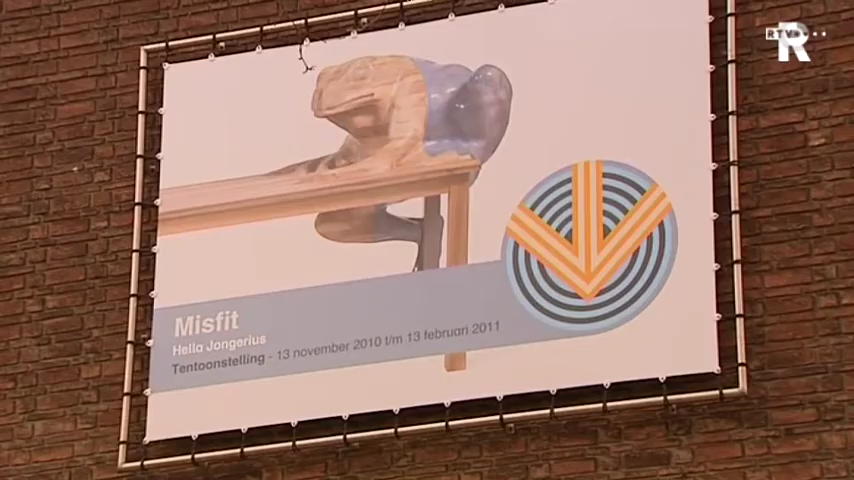 RTV
R
Misfit
Hella Jongerius
Tentoonstelling - 13 november 2010 t/m 13 februari 2011